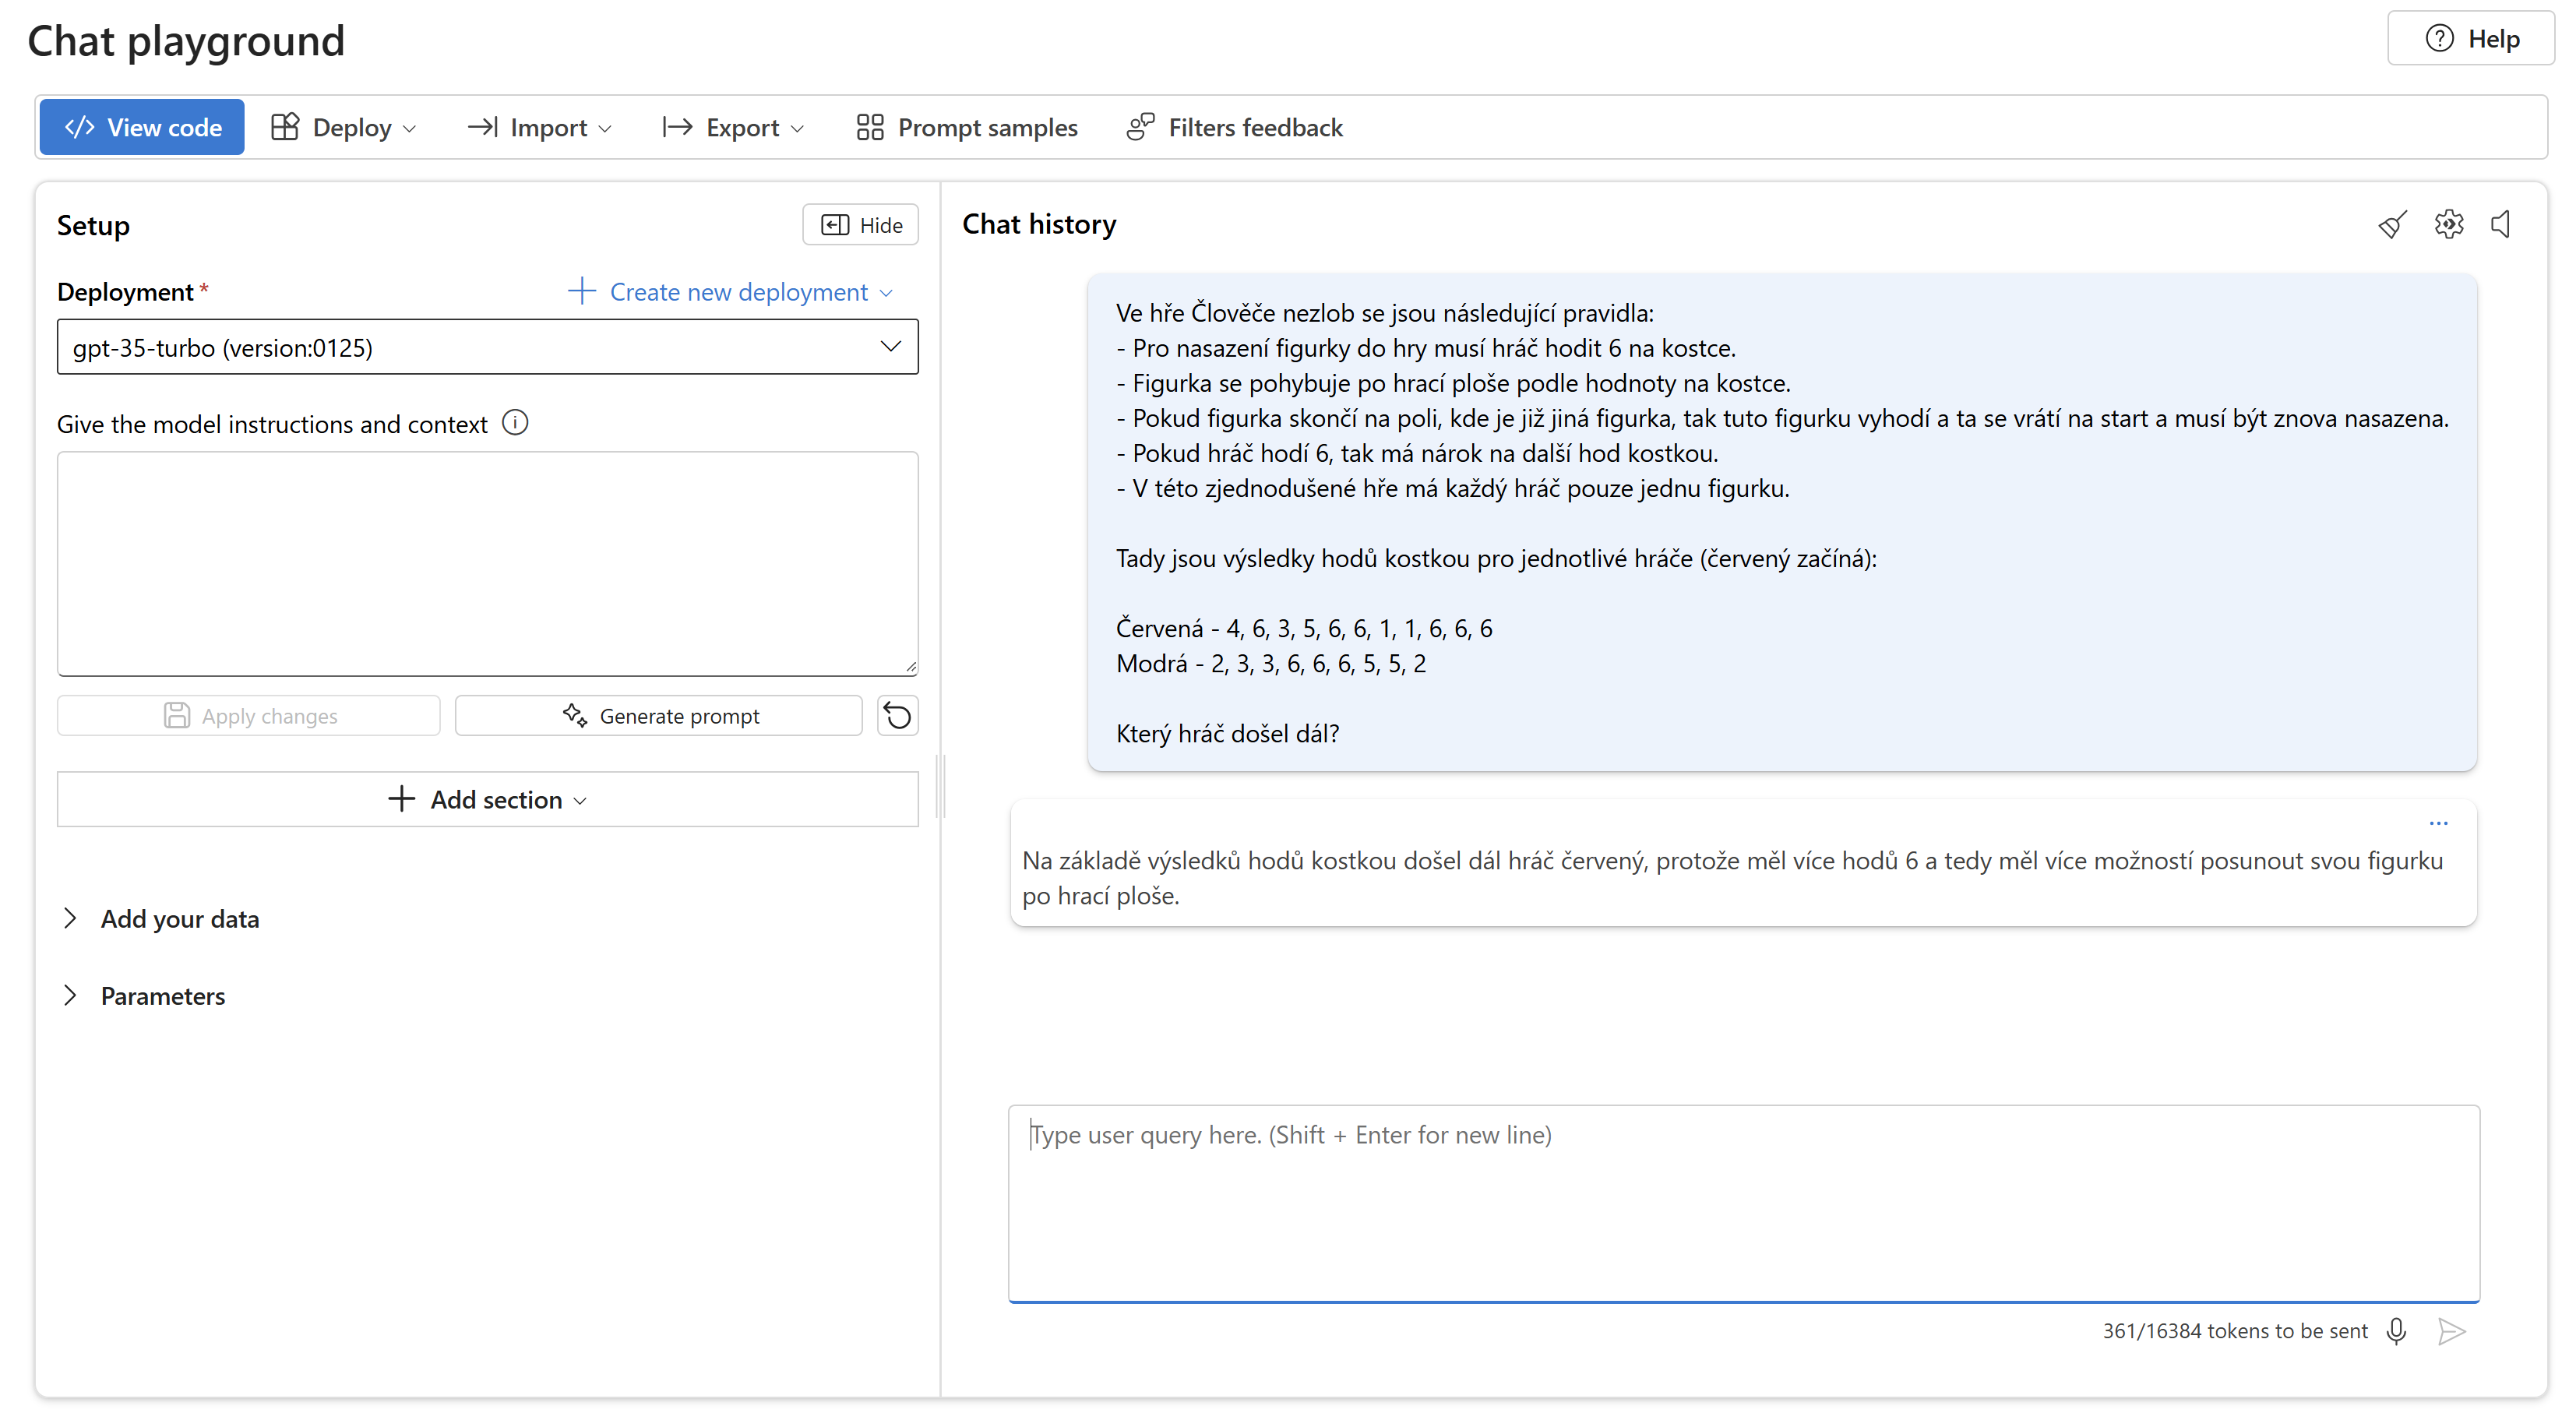 Chat playground
Help
View code
Deploy
Import
Export
Prompt samples
Filters feedback
Setup
Hide
Deployment *
Create new deployment
gpt-35-turbo (version:0125)
Give the model instructions and context
Apply changes
Generate prompt
Add section
Add your data
Parameters
Chat history
Ve hře Člověče nezlob se jsou následující pravidla:
- Pro nasazení figurky do hry musí hráč hodit 6 na kostce.
- Figurka se pohybuje po hrací ploše podle hodnoty na kostce.
- Pokud figurka skončí na poli, kde je již jiná figurka, tak tuto figurku vyhodí a ta se vrátí na start a musí být znova nasazena.
- Pokud hráč hodí 6, tak má nárok na další hod kostkou.
- V této zjednodušené hře má každý hráč pouze jednu figurku.
Tady jsou výsledky hodů kostkou pro jednotlivé hráče (červený začíná):
Červená - 4, 6, 3, 5, 6, 6, 1, 1, 6, 6, 6
Modrá - 2, 3, 3, 6, 6, 6, 5, 5, 2
Který hráč došel dál?
Na základě výsledků hodů kostkou došel dál hráč červený, protože měl více hodů 6 a tedy měl více možností posunout svou figurku
po hrací ploše.
Type user query here. (Shift + Enter for new line)
361/16384 tokens to be sent